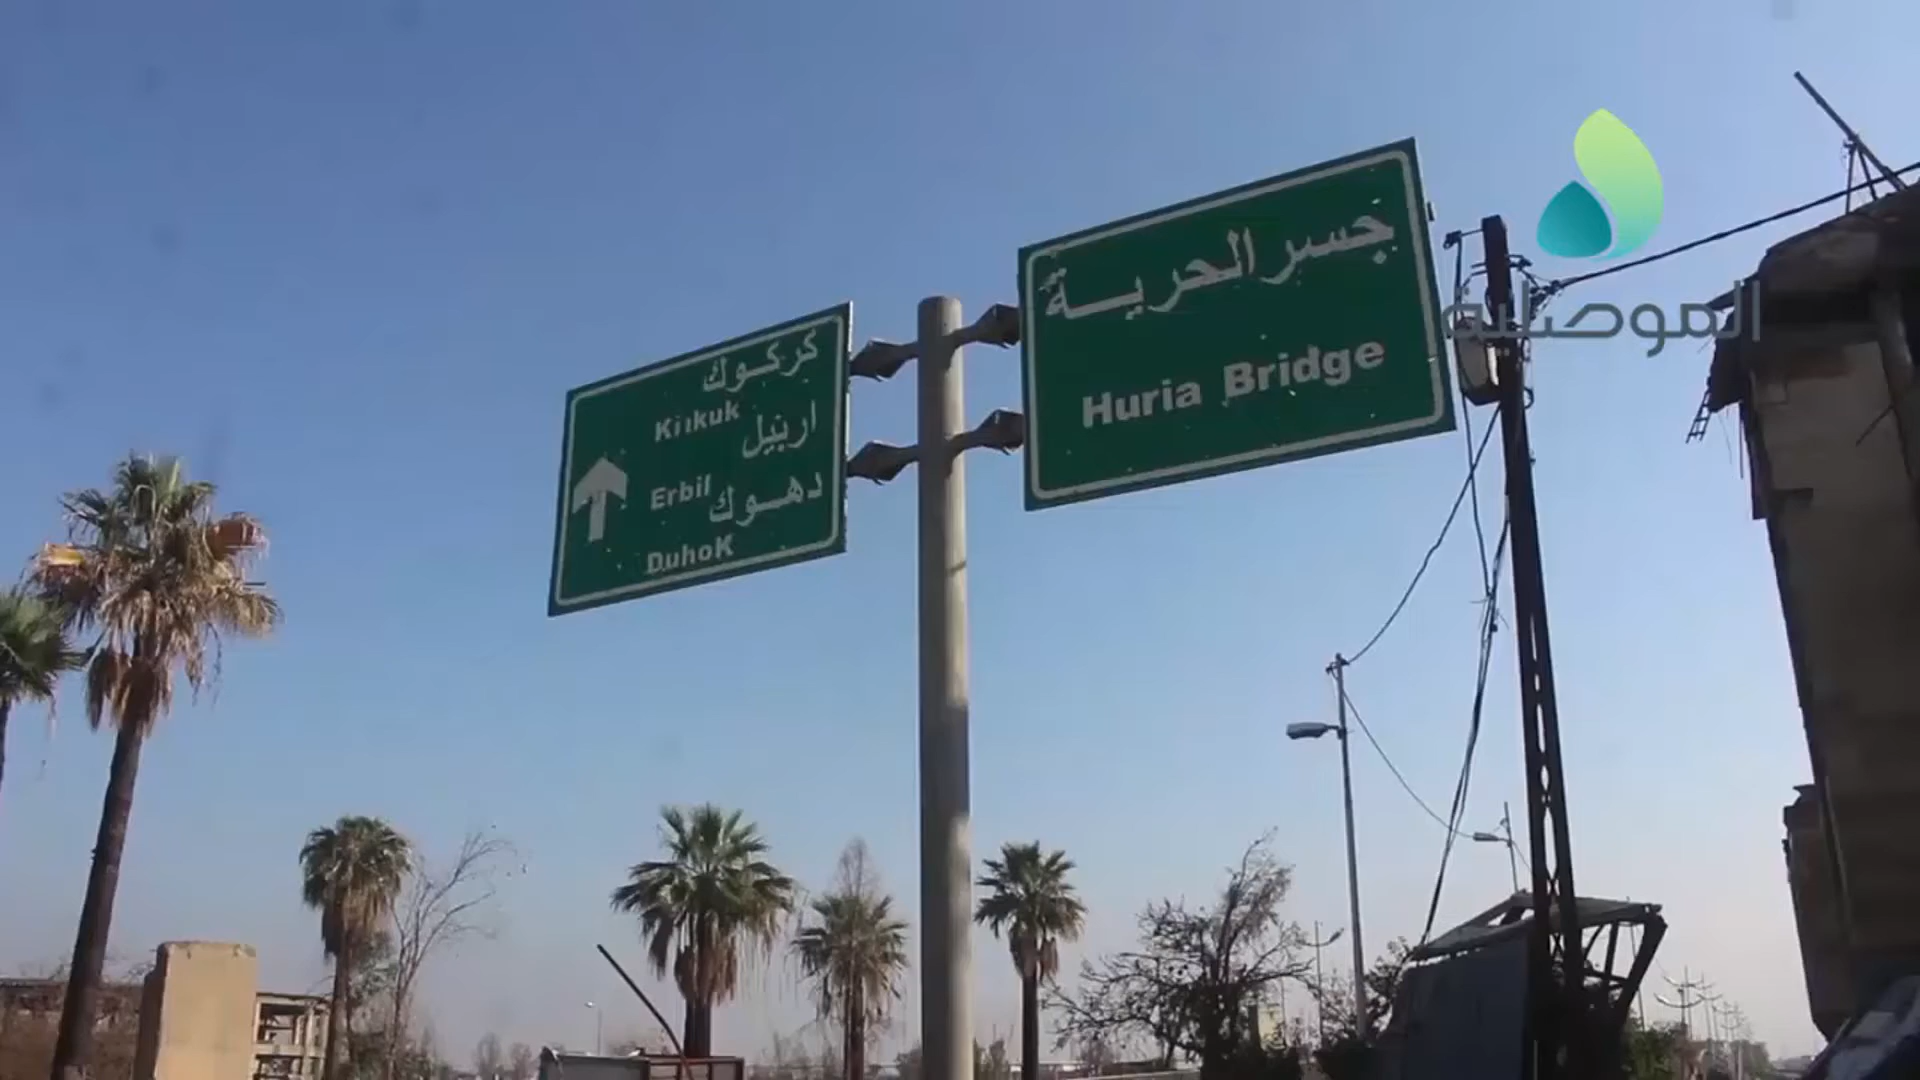 جسر الحرية
Huria Bridge
كركوك
Kirkuk
اربيل
Erbil
دهوك
DuhoK
الموصلية